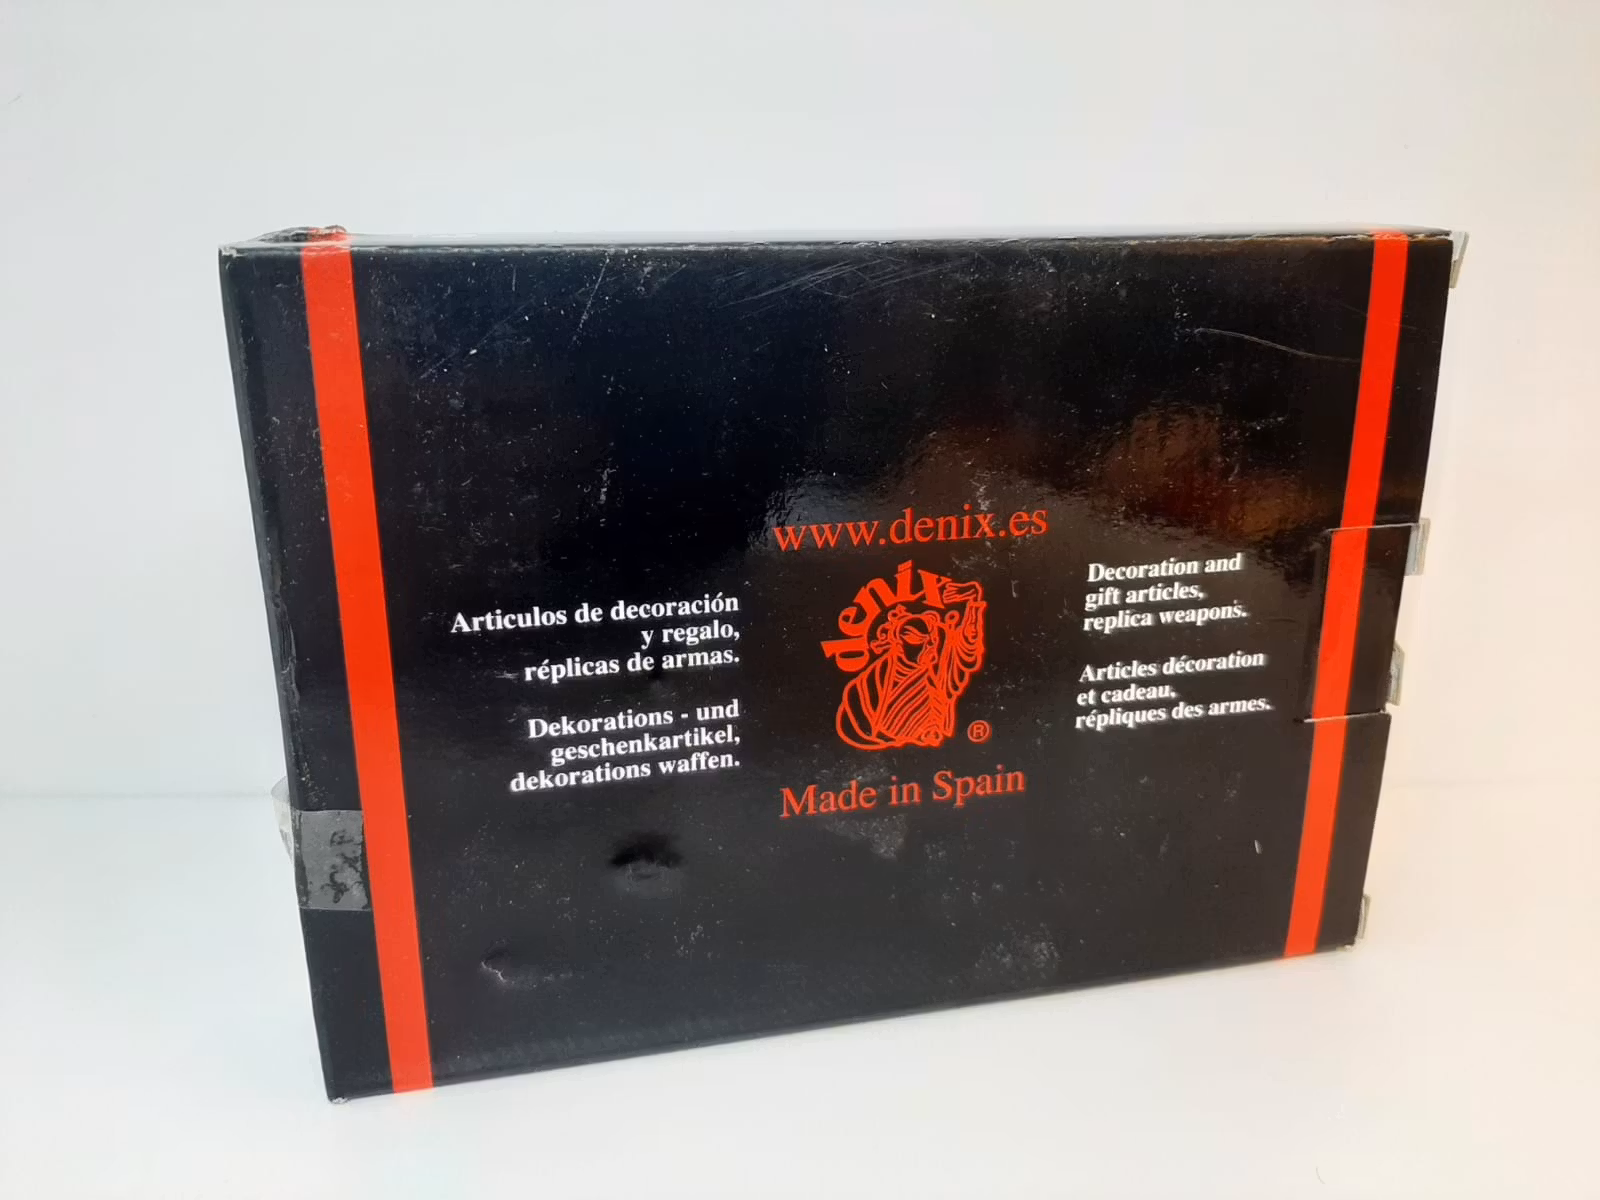 www.denix.es
Articulos de decoración
y regalo,
réplicas de armas.
Dekorations - und
geschenkartikel,
dekorations waffen.
denix
®
Made in Spain
Decoration and
gift articles,
replica weapons.
Articles décoration
et cadeau.
répliques des armes.